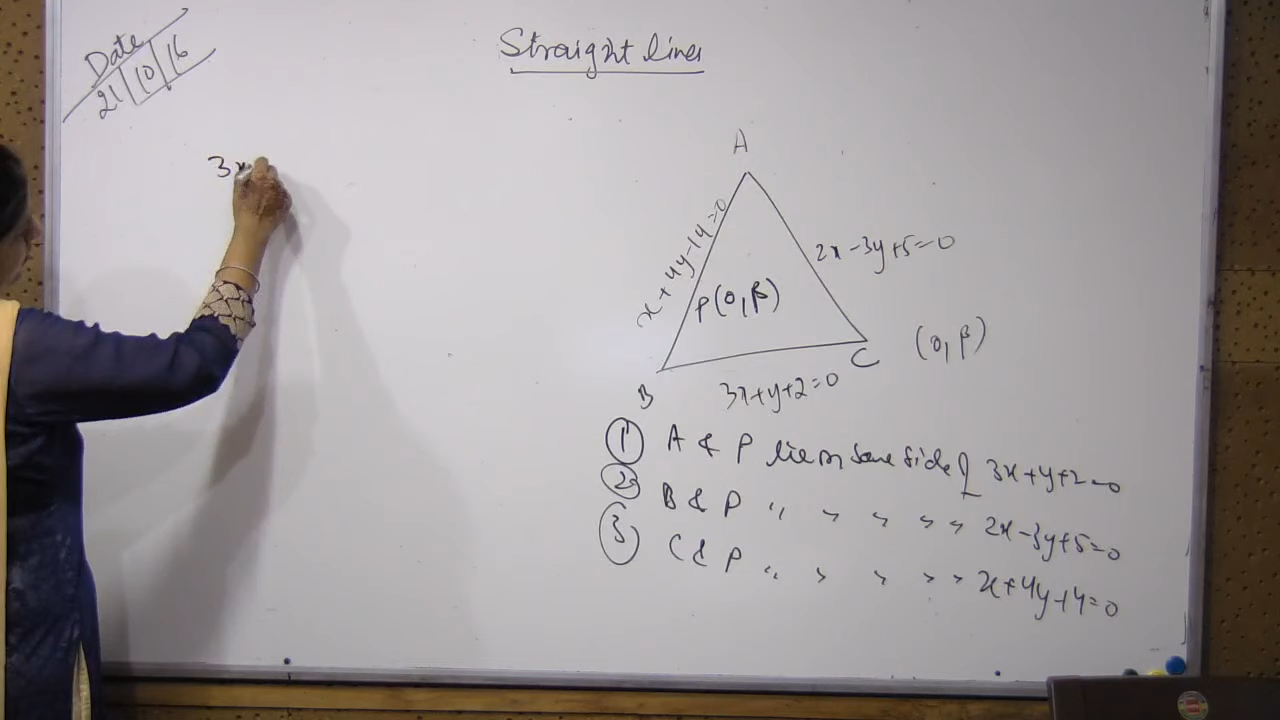 Date
21/10/16
Straight lines
3x
A
x+4y-14=0
2x-3y+5=0
P(0,β)
(0,β)
B
C
3x+y+2=0
① A & P lie on same side of 3x+y+2=0
② B & P " " " " " 2x-3y+5=0
③ C & P " " " " " x+4y-14=0